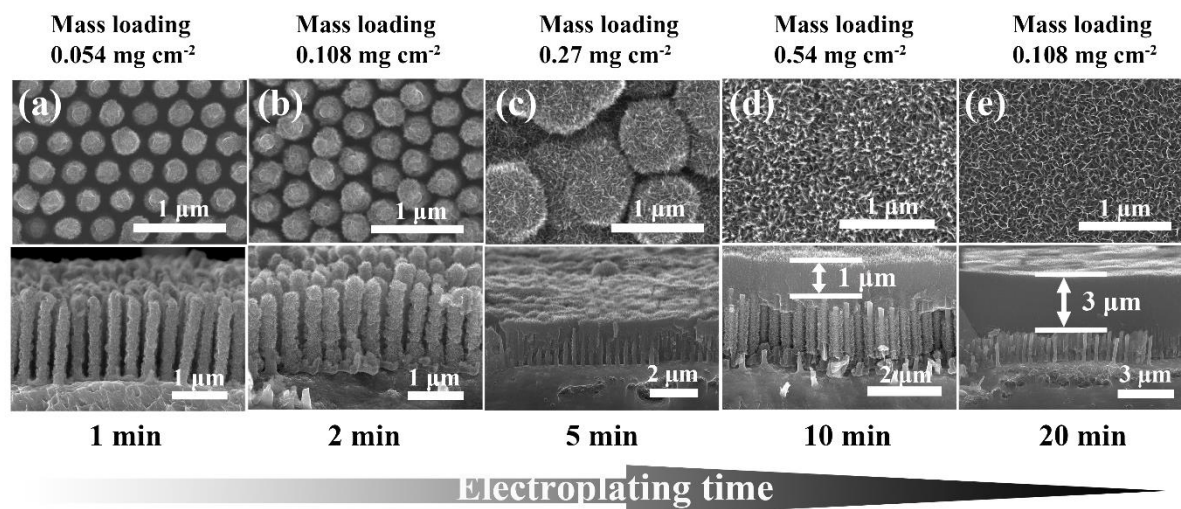 Mass loading
0.054 mg cm⁻²
Mass loading
0.108 mg cm⁻²
Mass loading
0.27 mg cm⁻²
Mass loading
0.54 mg cm⁻²
Mass loading
0.108 mg cm⁻²
(a)
1 µm
(b)
1 µm
(c)
1 µm
(d)
1 µm
(e)
1 µm
1 µm
1 µm
2 µm
1 µm
2 µm
3 µm
3 µm
1 min
2 min
5 min
10 min
20 min
Electroplating time